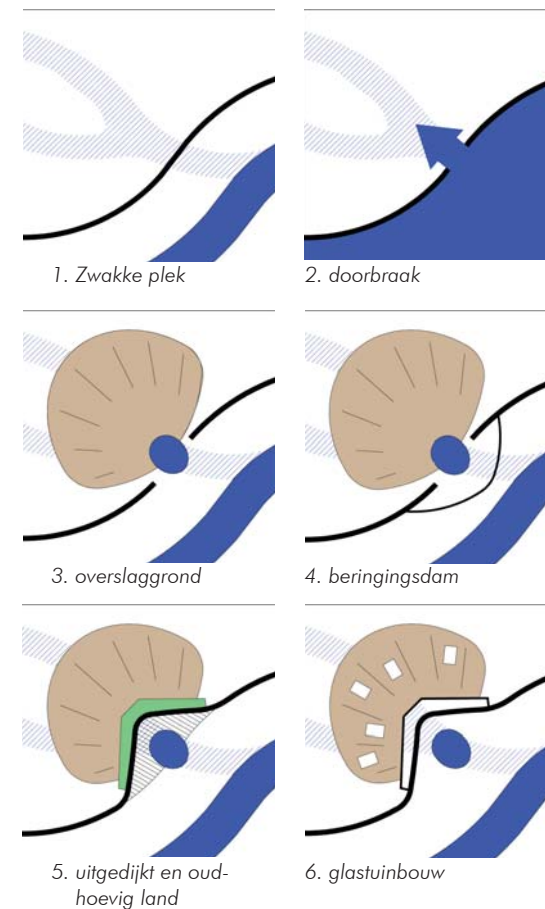 1. Zwakke plek
2. doorbraak
3. overslaggrond
4. beringingsdam
5. uitgedijkt en oud-
hoevig land
6. glastuinbouw